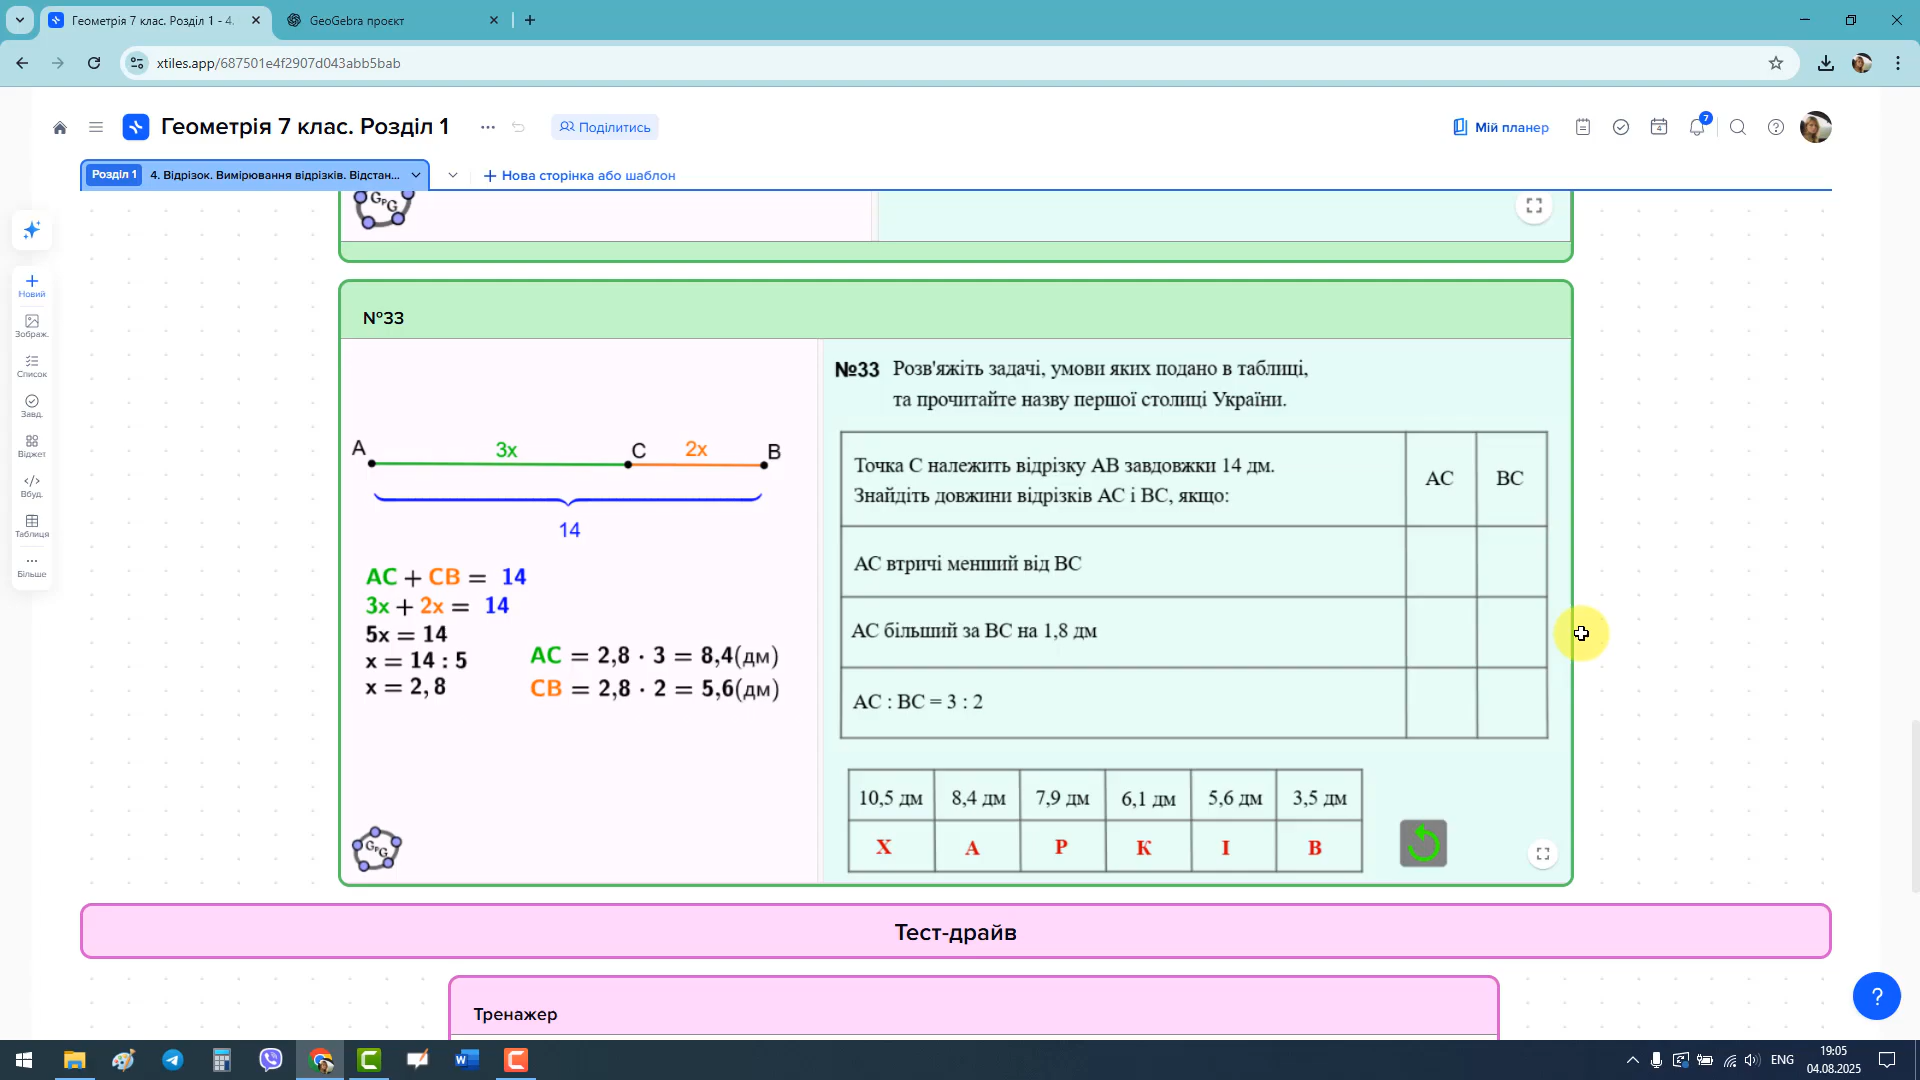 Геометрія 7 клас. Розділ 1 - 4.
GeoGebra проєкт
xtiles.app/687501e4f2907d043abb5bab
Геометрія 7 клас. Розділ 1
Поділитись
Мій планер
4
7
Розділ 1
4. Відрізок. Вимірювання відрізків. Відстан...
Нова сторінка або шаблон
Новий
Зображ.
Список
Завд.
Віджет
Вбуд.
Таблиця
Більше
GPG
№33
A
3x
C
2x
B
14
AC + CB = 14
3x + 2x = 14
5x = 14
x = 14 : 5
x = 2,8
AC = 2,8 · 3 = 8,4(дм)
CB = 2,8 · 2 = 5,6(дм)
GPG
№33 Розв'яжіть задачі, умови яких подано в таблиці,
та прочитайте назву першої столиці України.
Точка C належить відрізку AB завдовжки 14 дм.
Знайдіть довжини відрізків AC і BC, якщо:
AC
BC
AC втричі менший від BC
AC більший за BC на 1,8 дм
AC : BC = 3 : 2
10,5 дм 8,4 дм 7,9 дм 6,1 дм 5,6 дм 3,5 дм
Х А Р К І В
Тест-драйв
Тренажер
?
ENG
19:05
04.08.2025